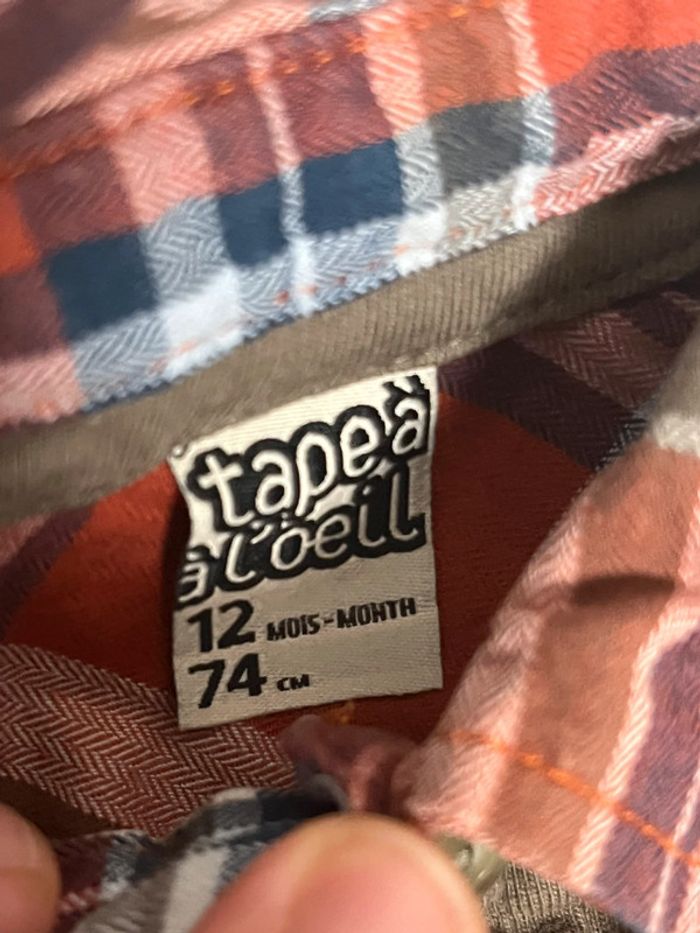 tape à
à l'oeil
12 MOIS-MONTH
74 CM